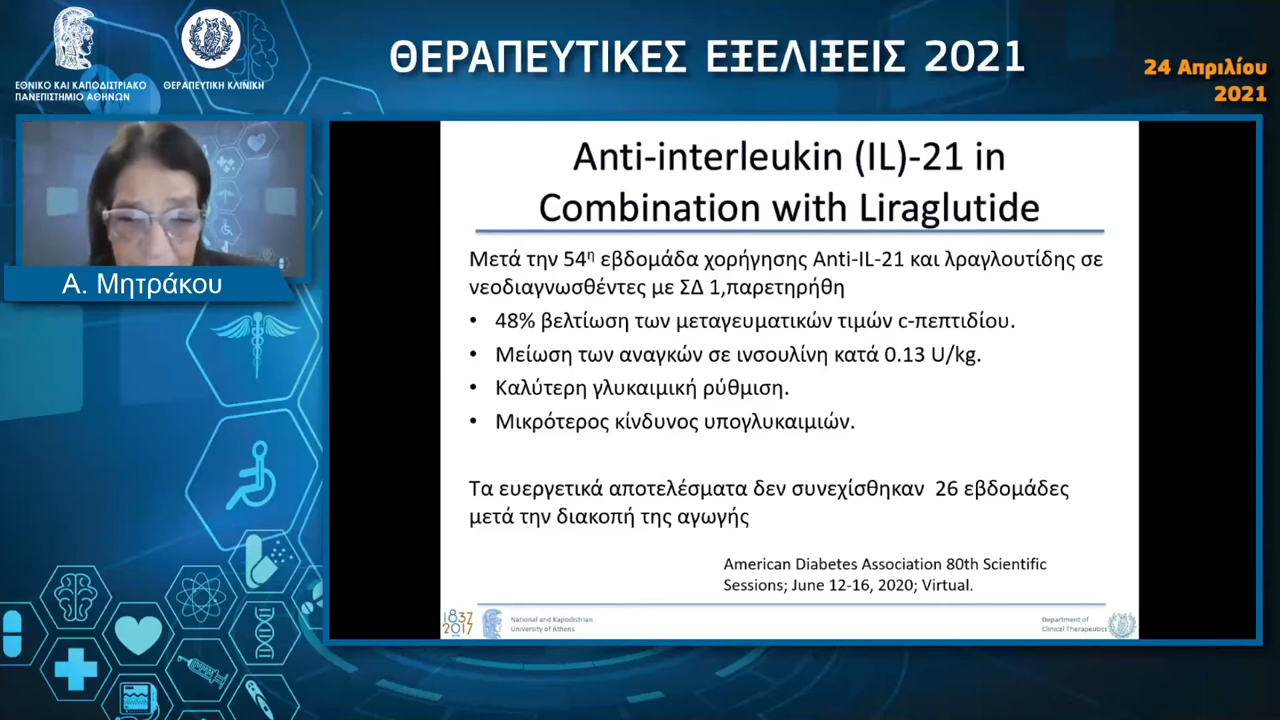 ΕΘΝΙΚΟ ΚΑΙ ΚΑΠΟΔΙΣΤΡΙΑΚΟ
ΠΑΝΕΠΙΣΤΗΜΙΟ ΑΘΗΝΩΝ
ΘΕΡΑΠΕΥΤΙΚΗ ΚΛΙΝΙΚΗ
ΘΕΡΑΠΕΥΤΙΚΕΣ ΕΞΕΛΙΞΕΙΣ 2021
24 Απριλίου
2021
Α. Μητράκου
Anti-interleukin (IL)-21 in
Combination with Liraglutide
Μετά την 54η εβδομάδα χορήγησης Anti-IL-21 και λραγλουτίδης σε
νεοδιαγνωσθέντες με ΣΔ 1,παρετηρήθη
• 48% βελτίωση των μεταγευματικών τιμών c-πεπτιδίου.
• Μείωση των αναγκών σε ινσουλίνη κατά 0.13 U/kg.
• Καλύτερη γλυκαιμική ρύθμιση.
• Μικρότερος κίνδυνος υπογλυκαιμιών.
Τα ευεργετικά αποτελέσματα δεν συνεχίσθηκαν 26 εβδομάδες
μετά την διακοπή της αγωγής
American Diabetes Association 80th Scientific
Sessions; June 12-16, 2020; Virtual.
1837
2017
National and Kapodistrian
University of Athens
Department of
Clinical Therapeutics